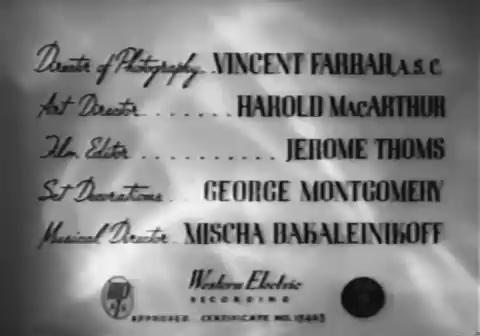 Director of Photography.. VINCENT FARRAR, A.S.C.
Art Director ....... HAROLD MacARTHUR
Film Editor .......... JEROME THOMS
Set Decorations... GEORGE MONTGOMERY
Musical Director.. MISCHA BAKALEINIKOFF
Western Electric
RECORDING
APPROVED CERTIFICATE NO.